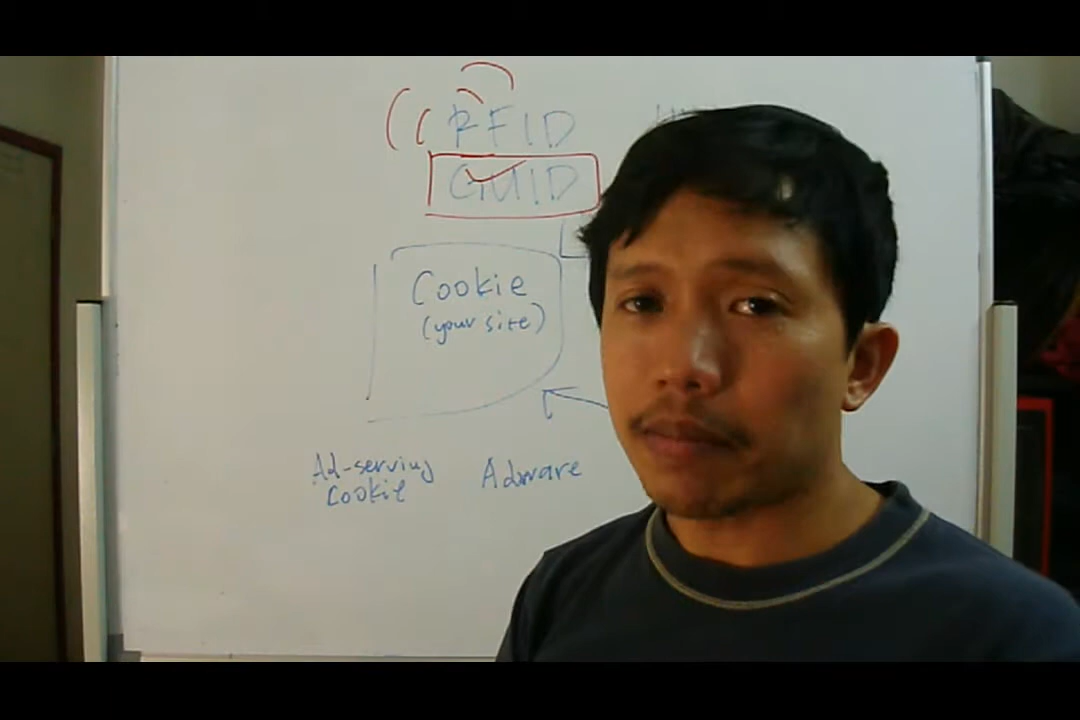 RFID
GUID
Cookie
(your site)
Ad-serving
Cookie
Adware